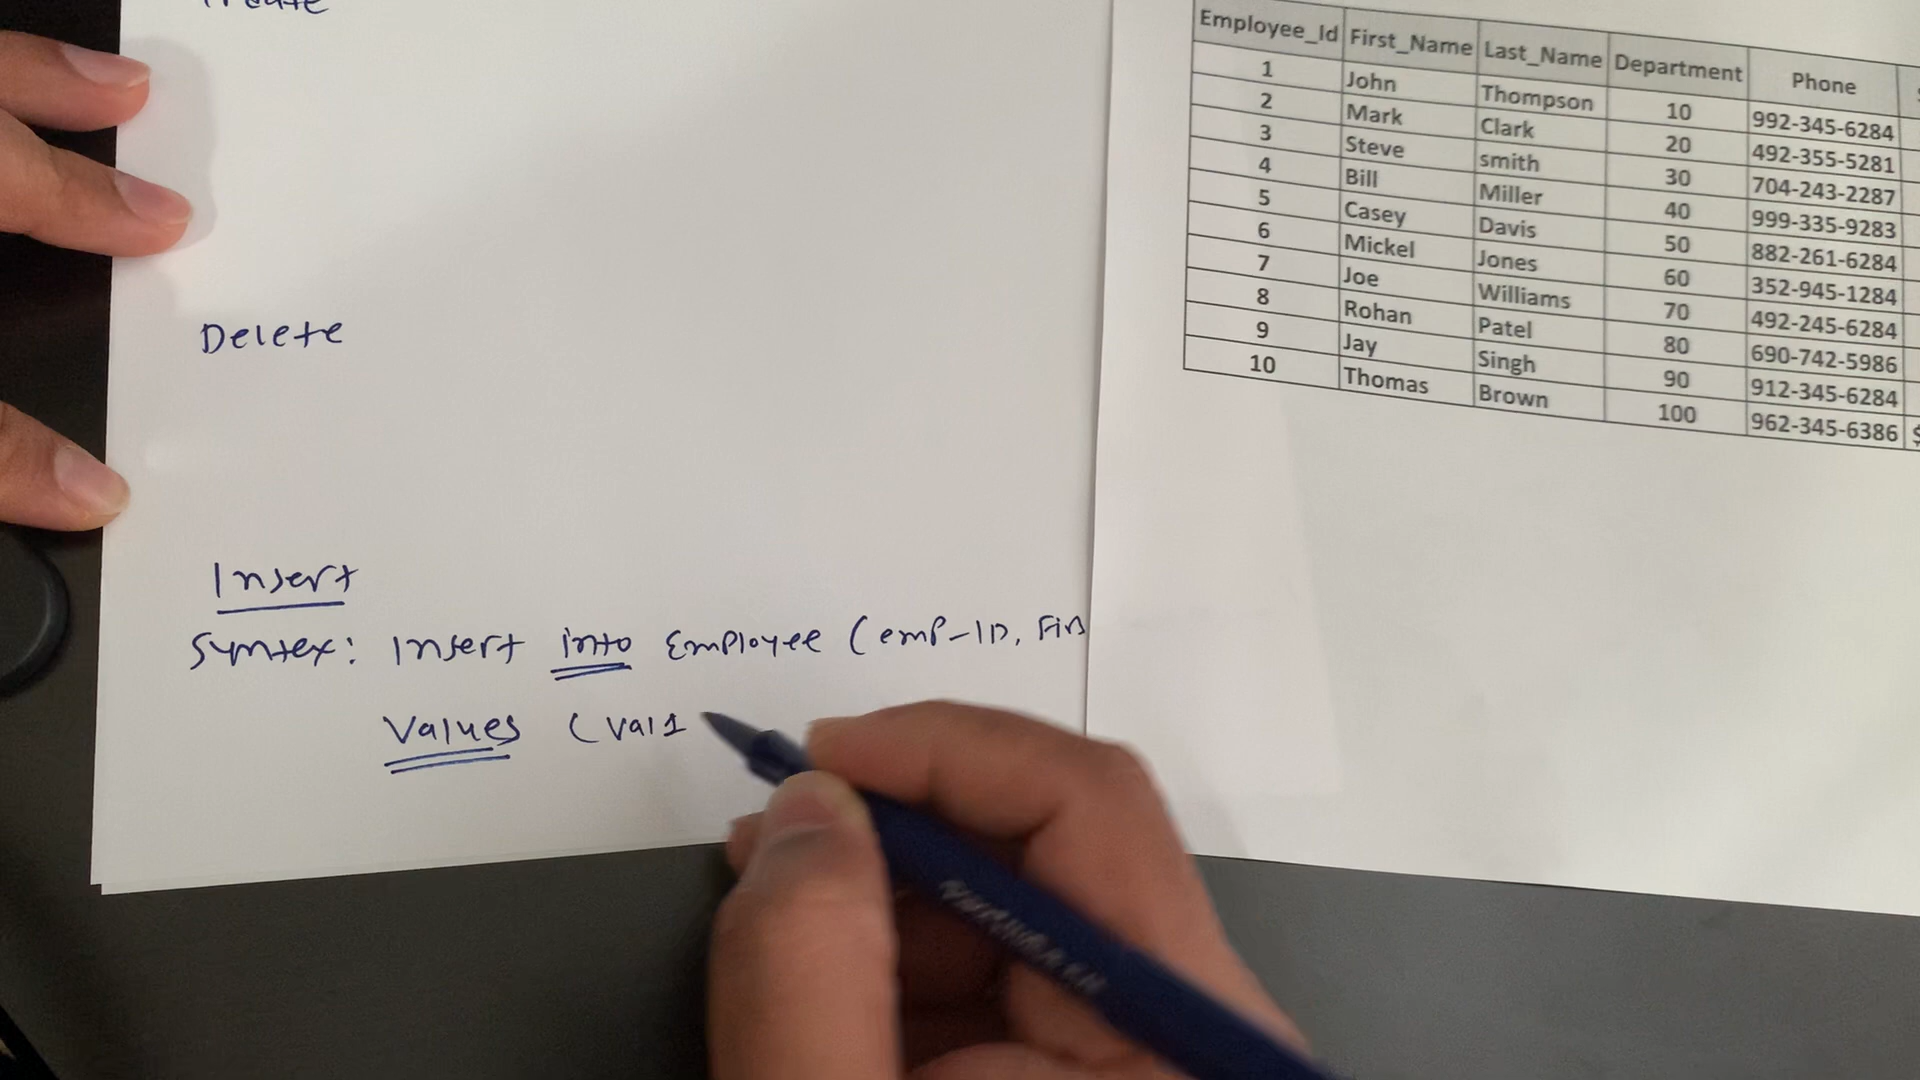 Delete
Insert
Syntex: Insert into Employee (emp-ID, Firs
Values (val1
Employee_Id First_Name Last_Name Department Phone
1 John Thompson 10 992-345-6284
2 Mark Clark 20 492-355-5281
3 Steve smith 30 704-243-2287
4 Bill Miller 40 999-335-9283
5 Casey Davis 50 882-261-6284
6 Mickel Jones 60 352-945-1284
7 Joe Williams 70 492-245-6284
8 Rohan Patel 80 690-742-5986
9 Jay Singh 90 912-345-6284
10 Thomas Brown 100 962-345-6386 $